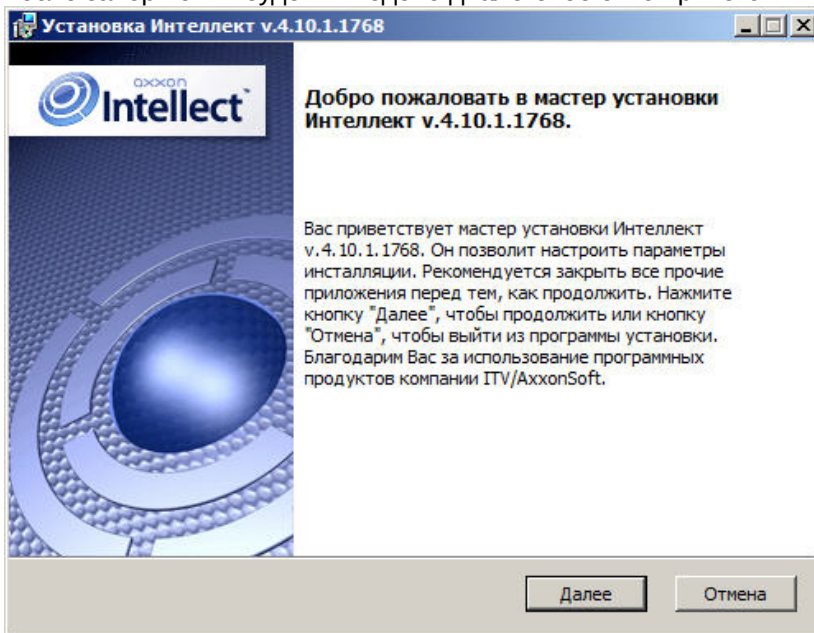 Установка Интеллект v.4.10.1.1768
axxon
Intellect
Добро пожаловать в мастер установки
Интеллект v.4.10.1.1768.
Вас приветствует мастер установки Интеллект
v.4.10.1.1768. Он позволит настроить параметры
инсталляции. Рекомендуется закрыть все прочие
приложения перед тем, как продолжить. Нажмите
кнопку "Далее", чтобы продолжить или кнопку
"Отмена", чтобы выйти из программы установки.
Благодарим Вас за использование программных
продуктов компании ITV/AxxonSoft.
Далее
Отмена